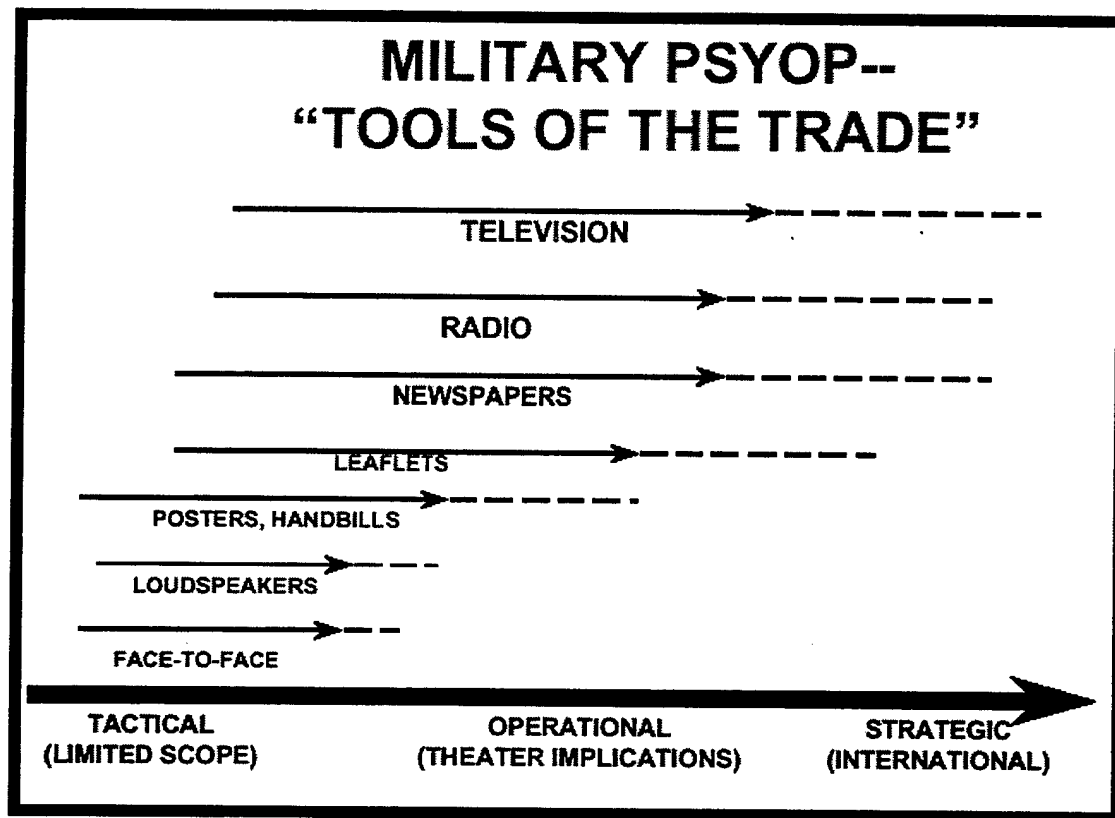 MILITARY PSYOP--
“TOOLS OF THE TRADE”
TELEVISION
RADIO
NEWSPAPERS
LEAFLETS
POSTERS, HANDBILLS
LOUDSPEAKERS
FACE-TO-FACE
TACTICAL
(LIMITED SCOPE)
OPERATIONAL
(THEATER IMPLICATIONS)
STRATEGIC
(INTERNATIONAL)